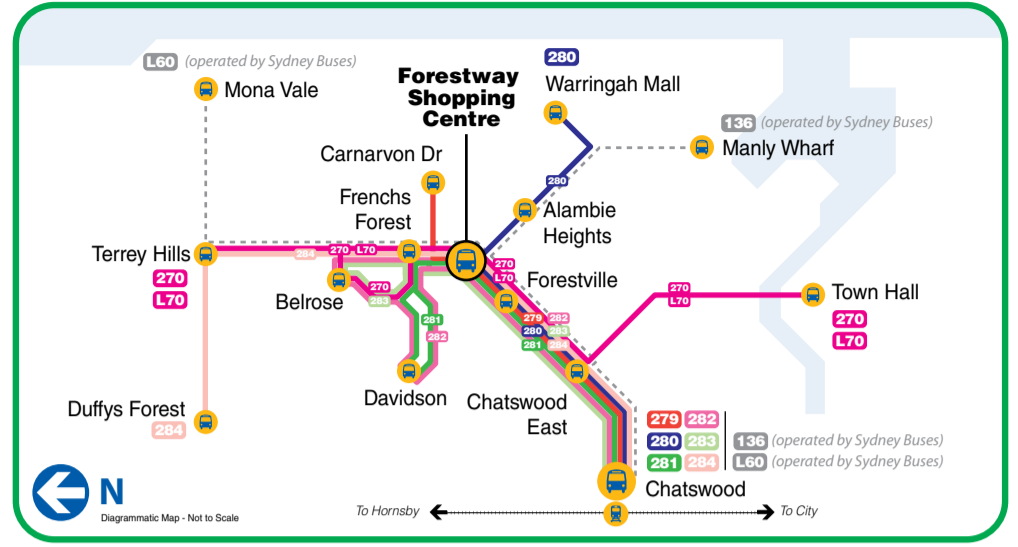 L60 (operated by Sydney Buses)
Mona Vale
Forestway
Shopping
Centre
280
Warringah Mall
136 (operated by Sydney Buses)
Manly Wharf
Carnarvon Dr
Frenchs
Forest
280
Alambie
Heights
Terrey Hills
270
L70
284
270 L70
Belrose
270
283
281
282
Davidson
270
L70
Forestville
279 282
280 283
281 284
270
L70
Town Hall
270
L70
Duffys Forest
284
Chatswood
East
279 282
280 283
281 284
136 (operated by Sydney Buses)
L60 (operated by Sydney Buses)
Chatswood
N
Diagrammatic Map - Not to Scale
To Hornsby
To City